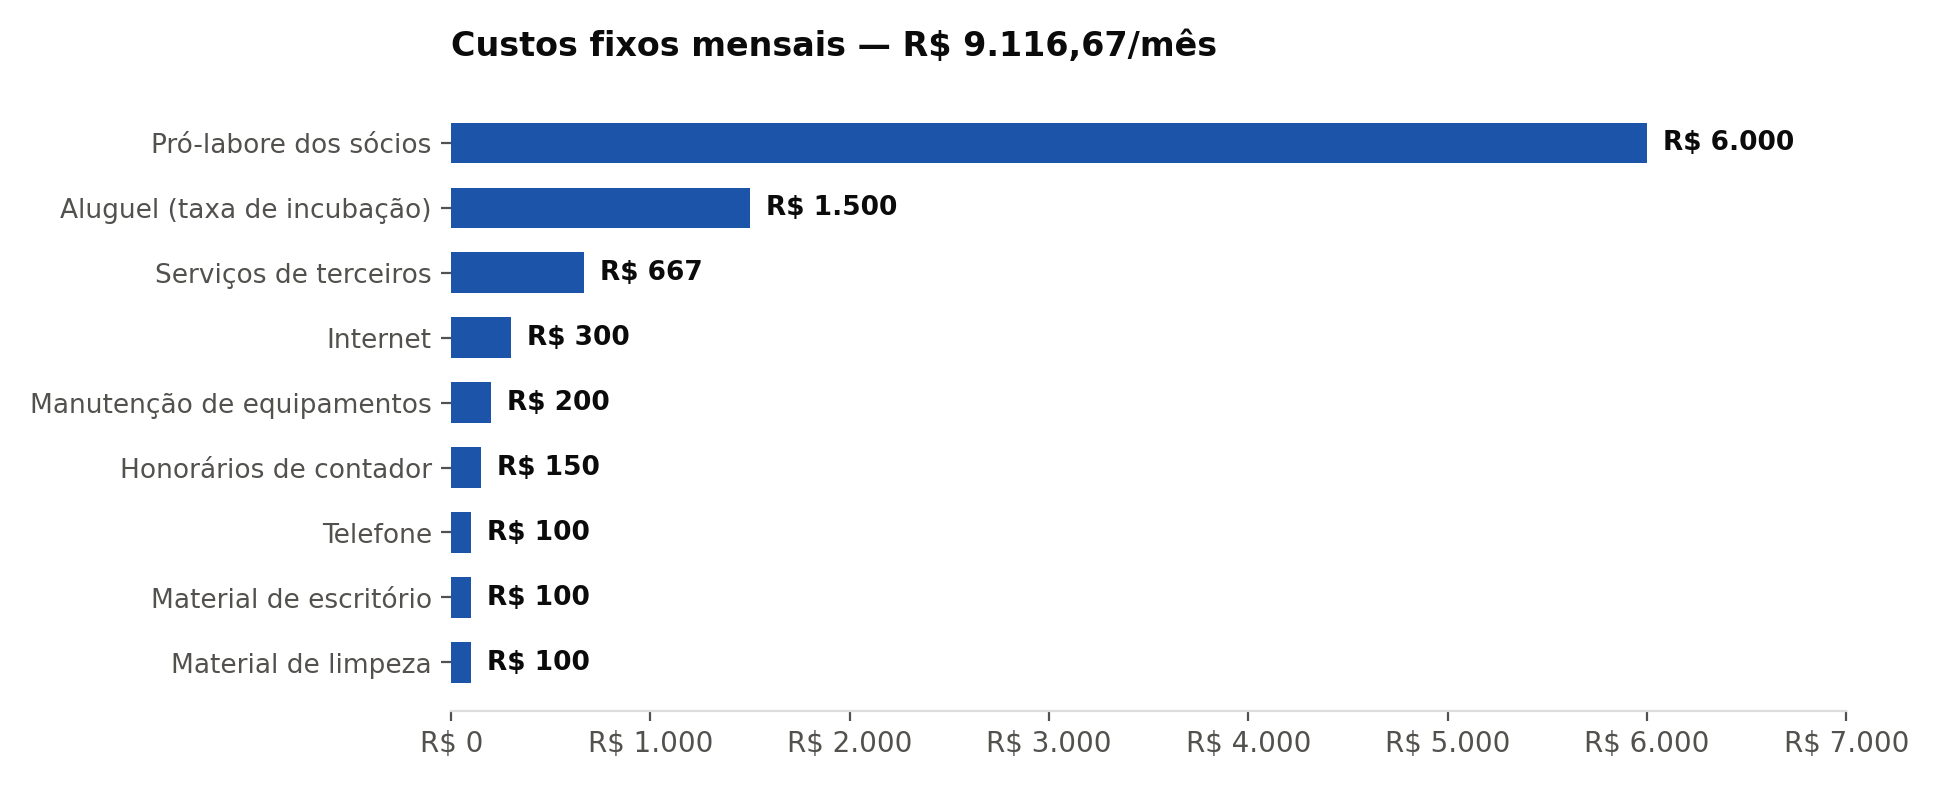 Custos fixos mensais — R$ 9.116,67/mês
Pró-labore dos sócios R$ 6.000
Aluguel (taxa de incubação) R$ 1.500
Serviços de terceiros R$ 667
Internet R$ 300
Manutenção de equipamentos R$ 200
Honorários de contador R$ 150
Telefone R$ 100
Material de escritório R$ 100
Material de limpeza R$ 100
R$ 0 R$ 1.000 R$ 2.000 R$ 3.000 R$ 4.000 R$ 5.000 R$ 6.000 R$ 7.000